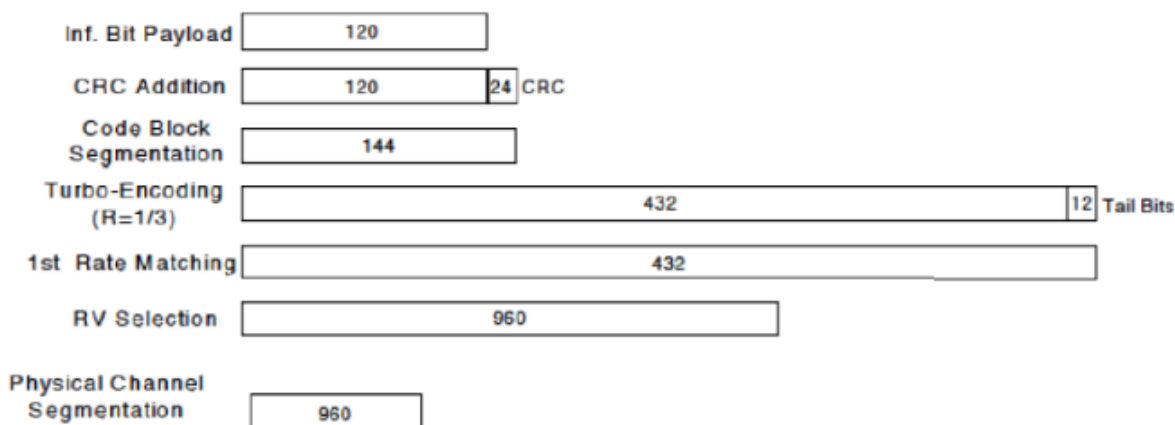 Inf. Bit Payload 120
CRC Addition 120 24 CRC
Code Block
Segmentation 144
Turbo-Encoding
(R=1/3) 432 12 Tail Bits
1st Rate Matching 432
RV Selection 960
Physical Channel
Segmentation 960